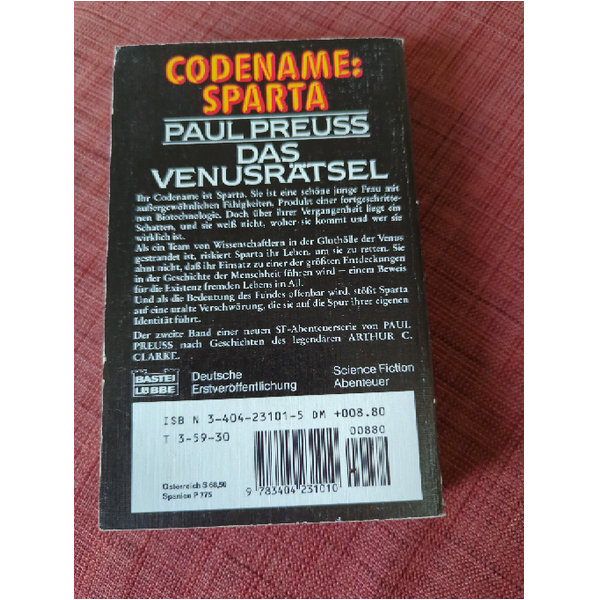 CODENAME:
SPARTA
PAUL PREUSS
DAS
VENUSRÄTSEL
Ihr Codename ist Sparta. Sie ist eine schöne junge Frau mit
außergewöhnlichen Fähigkeiten, Produkt einer fortgeschritte-
nen Biotechnologie. Doch über ihrer Vergangenheit liegt ein
Schatten, und sie weiß nicht, woher sie kommt und wer sie
wirklich ist.
Als ein Team von Wissenschaftlern in der Gluthölle der Venus
gestrandet ist, riskiert Sparta ihr Leben, um sie zu retten. Sie
ahnt nicht, daß ihr Einsatz zu einer der größten Entdeckungen
in der Geschichte der Menschheit führen wird — einem Beweis
für die Existenz fremden Lebens im All.
Und als die Bedeutung des Fundes offenbar wird, stößt Sparta
auf eine uralte Verschwörung, die sie auf die Spur ihrer eigenen
Identität führt.
Der zweite Band einer neuen SF-Abenteuerserie von PAUL
PREUSS nach Geschichten des legendären ARTHUR C.
CLARKE.
BASTEI
LÜBBE
Deutsche
Erstveröffentlichung
Science Fiction
Abenteuer
ISB N 3-404-23101-5 DM +008.80
T 3-59-30
00880
Österreich S 68,50
Spanien P 775
9 783404 231010